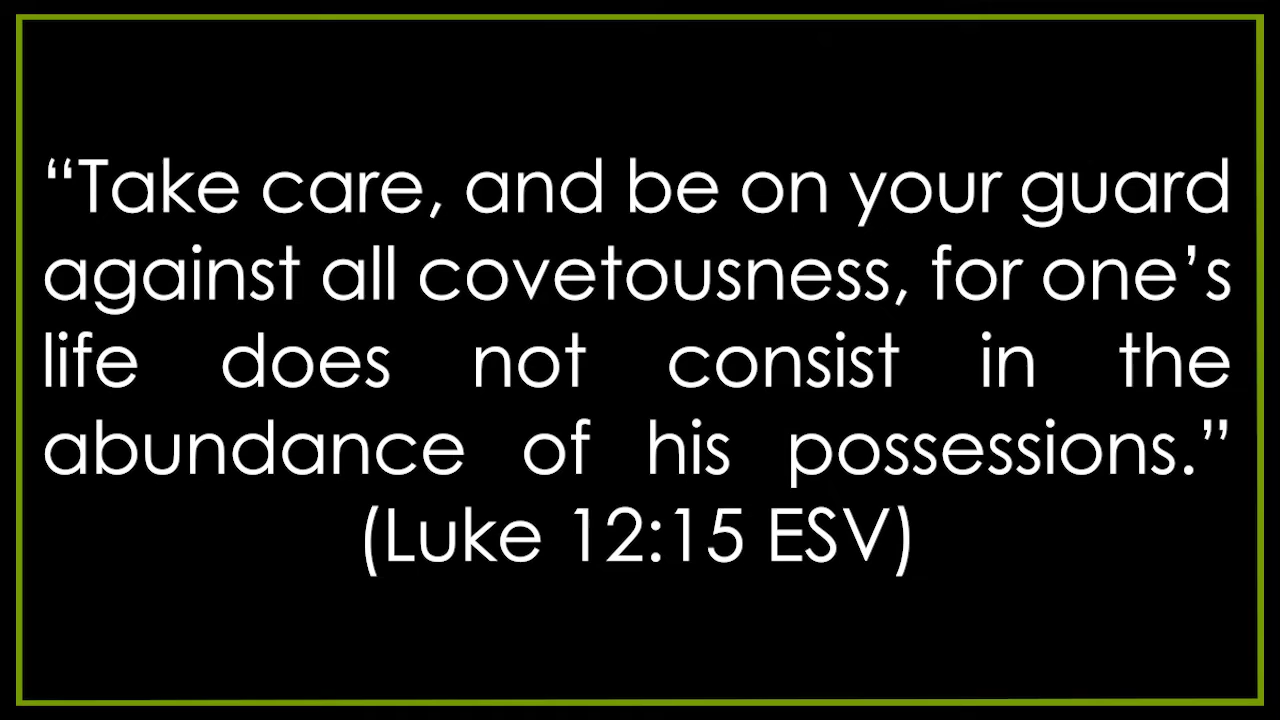 “Take care, and be on your guard
against all covetousness, for one’s
life does not consist in the
abundance of his possessions.”
(Luke 12:15 ESV)